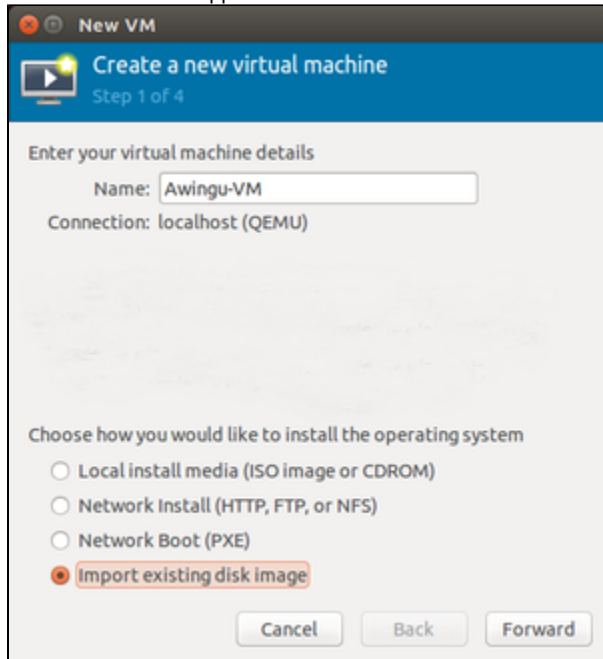 New VM
Create a new virtual machine
Step 1 of 4
Enter your virtual machine details
Name: Awingu-VM
Connection: localhost (QEMU)
Choose how you would like to install the operating system
Local install media (ISO image or CDROM)
Network Install (HTTP, FTP, or NFS)
Network Boot (PXE)
Import existing disk image
Cancel Back Forward